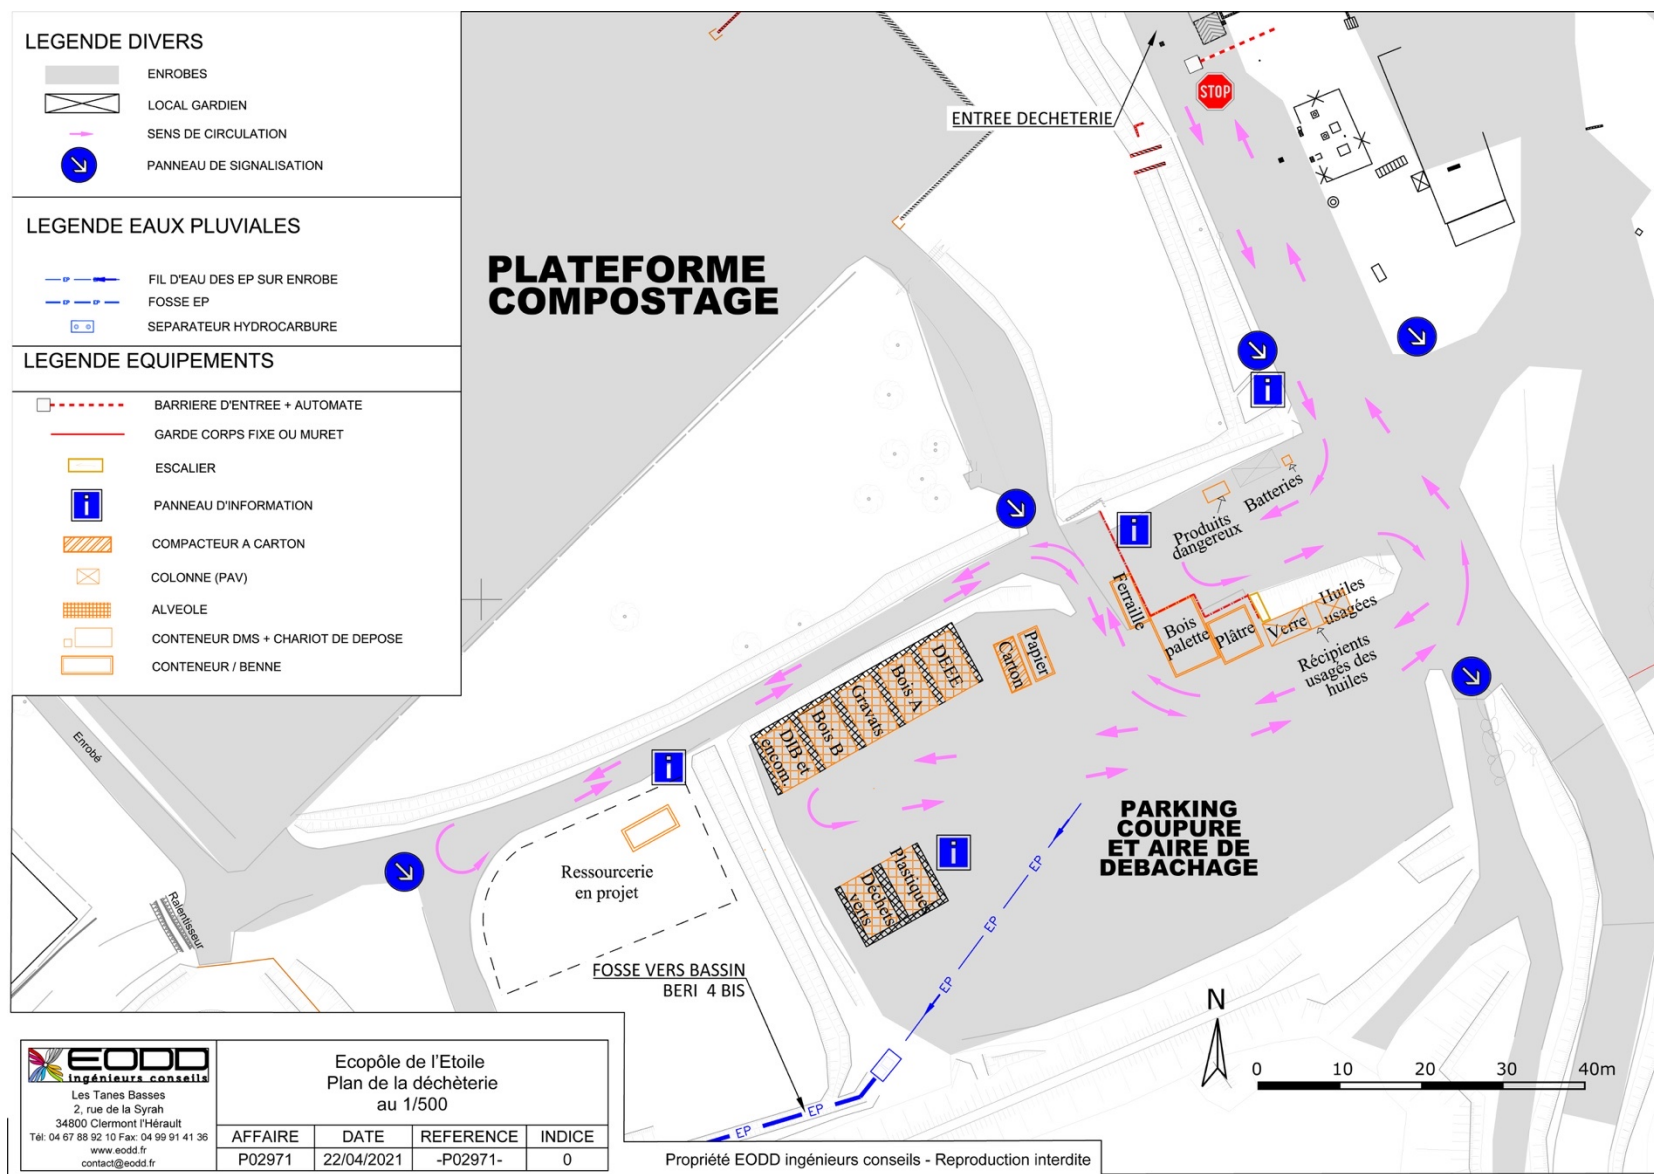 LEGENDE DIVERS
ENROBES
LOCAL GARDIEN
SENS DE CIRCULATION
PANNEAU DE SIGNALISATION
LEGENDE EAUX PLUVIALES
EP
FIL D'EAU DES EP SUR ENROBE
EP EP
FOSSE EP
SEPARATEUR HYDROCARBURE
LEGENDE EQUIPEMENTS
BARRIERE D'ENTREE + AUTOMATE
GARDE CORPS FIXE OU MURET
ESCALIER
i
PANNEAU D'INFORMATION
COMPACTEUR A CARTON
COLONNE (PAV)
ALVEOLE
CONTENEUR DMS + CHARIOT DE DEPOSE
CONTENEUR / BENNE
PLATEFORME
COMPOSTAGE
ENTREE DECHETERIE
STOP
i
Batteries
Produits
dangereux
i
Ferraille
Bois
palette
Plâtre
Verre
Huiles
usagées
Récipients
usagés des
huiles
Papier
Carton
DEEE
Bois A
Gravats
Bois B
DIB et
encom.
i
Plastiques
Déchets
verts
i
PARKING
COUPURE
ET AIRE DE
DEBACHAGE
Ressourcerie
en projet
Enrobé
Ralentisseur
FOSSE VERS BASSIN
BERI 4 BIS
EP
EP
EP
EP
EP
N
0 10 20 30 40m
EODD
ingénieurs conseils
Les Tanes Basses
2, rue de la Syrah
34800 Clermont l'Hérault
Tél: 04 67 88 92 10 Fax: 04 99 91 41 36
www.eodd.fr
contact@eodd.fr
Ecopôle de l'Etoile
Plan de la déchèterie
au 1/500
AFFAIRE DATE REFERENCE INDICE
P02971 22/04/2021 -P02971- 0
Propriété EODD ingénieurs conseils - Reproduction interdite